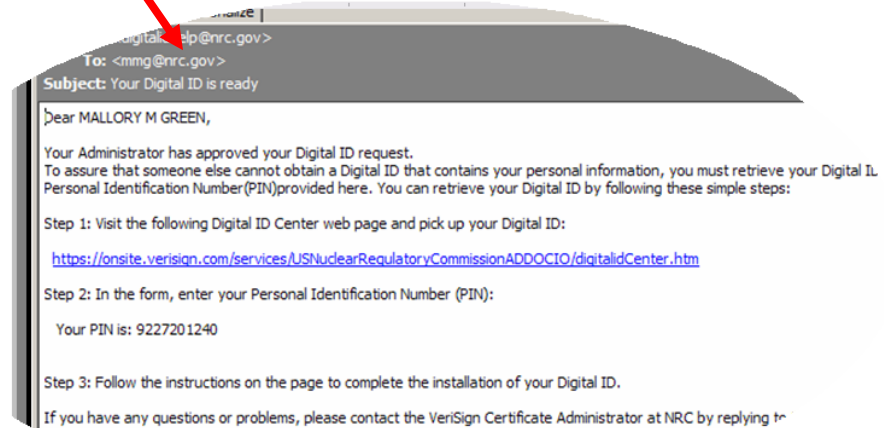 <digitalidhelp@nrc.gov>
To: <mmg@nrc.gov>
Subject: Your Digital ID is ready
Dear MALLORY M GREEN,
Your Administrator has approved your Digital ID request.
To assure that someone else cannot obtain a Digital ID that contains your personal information, you must retrieve your Digital
Personal Identification Number(PIN)provided here. You can retrieve your Digital ID by following these simple steps:
Step 1: Visit the following Digital ID Center web page and pick up your Digital ID:
https://onsite.verisign.com/services/USNuclearRegulatoryCommissionADDOCIO/digitalidCenter.htm
Step 2: In the form, enter your Personal Identification Number (PIN):
Your PIN is: 9227201240
Step 3: Follow the instructions on the page to complete the installation of your Digital ID.
If you have any questions or problems, please contact the VeriSign Certificate Administrator at NRC by replying